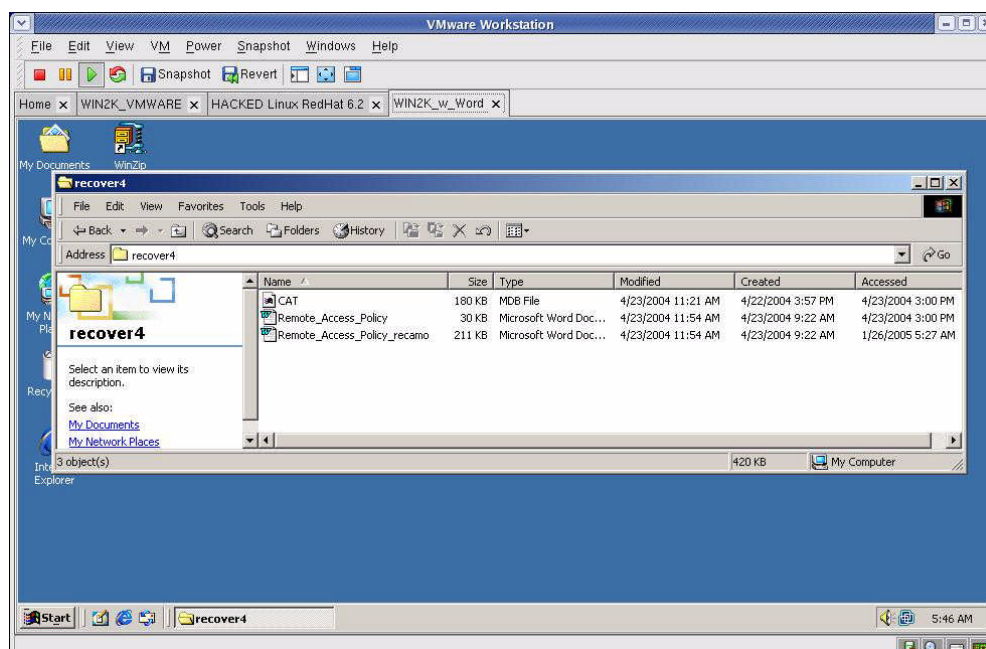 VMware Workstation
File Edit View VM Power Snapshot Windows Help
Snapshot Revert
Home WIN2K_VMWARE HACKED Linux RedHat 6.2 WIN2K_w_Word
My Documents WinZip
recover4
File Edit View Favorites Tools Help
Back Search Folders History
Address recover4 Go
Name Size Type Modified Created Accessed
CAT 180 KB MDB File 4/23/2004 11:21 AM 4/22/2004 3:57 PM 4/23/2004 3:00 PM
Remote_Access_Policy 30 KB Microsoft Word Doc... 4/23/2004 11:54 AM 4/23/2004 9:22 AM 4/23/2004 3:00 PM
Remote_Access_Policy_recamo 211 KB Microsoft Word Doc... 4/23/2004 11:54 AM 4/23/2004 9:22 AM 1/26/2005 5:27 AM
My Co
My N
Pla
recover4
Select an item to view its
description.
Recy
See also:
My Documents
My Network Places
3 object(s) 420 KB My Computer
Inte
Explorer
Start recover4 5:46 AM